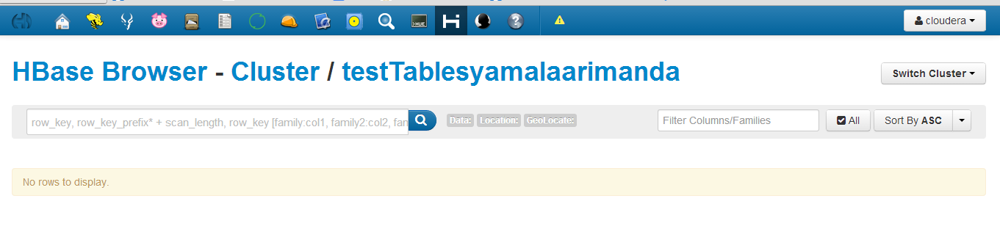 cloudera
HBase Browser - Cluster / testTablesyamalaarimanda
Switch Cluster
row_key, row_key_prefix* + scan_length, row_key [family:col1, family2:col2, fan
Data: Location: GeoLocate:
Filter Columns/Families
All
Sort By ASC
No rows to display.